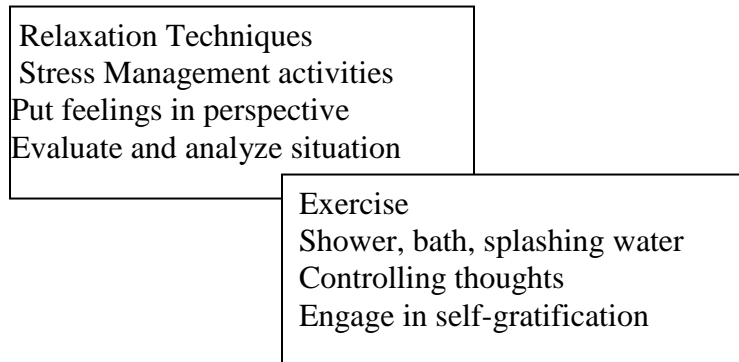 Relaxation Techniques
Stress Management activities
Put feelings in perspective
Evaluate and analyze situation
Exercise
Shower, bath, splashing water
Controlling thoughts
Engage in self-gratification